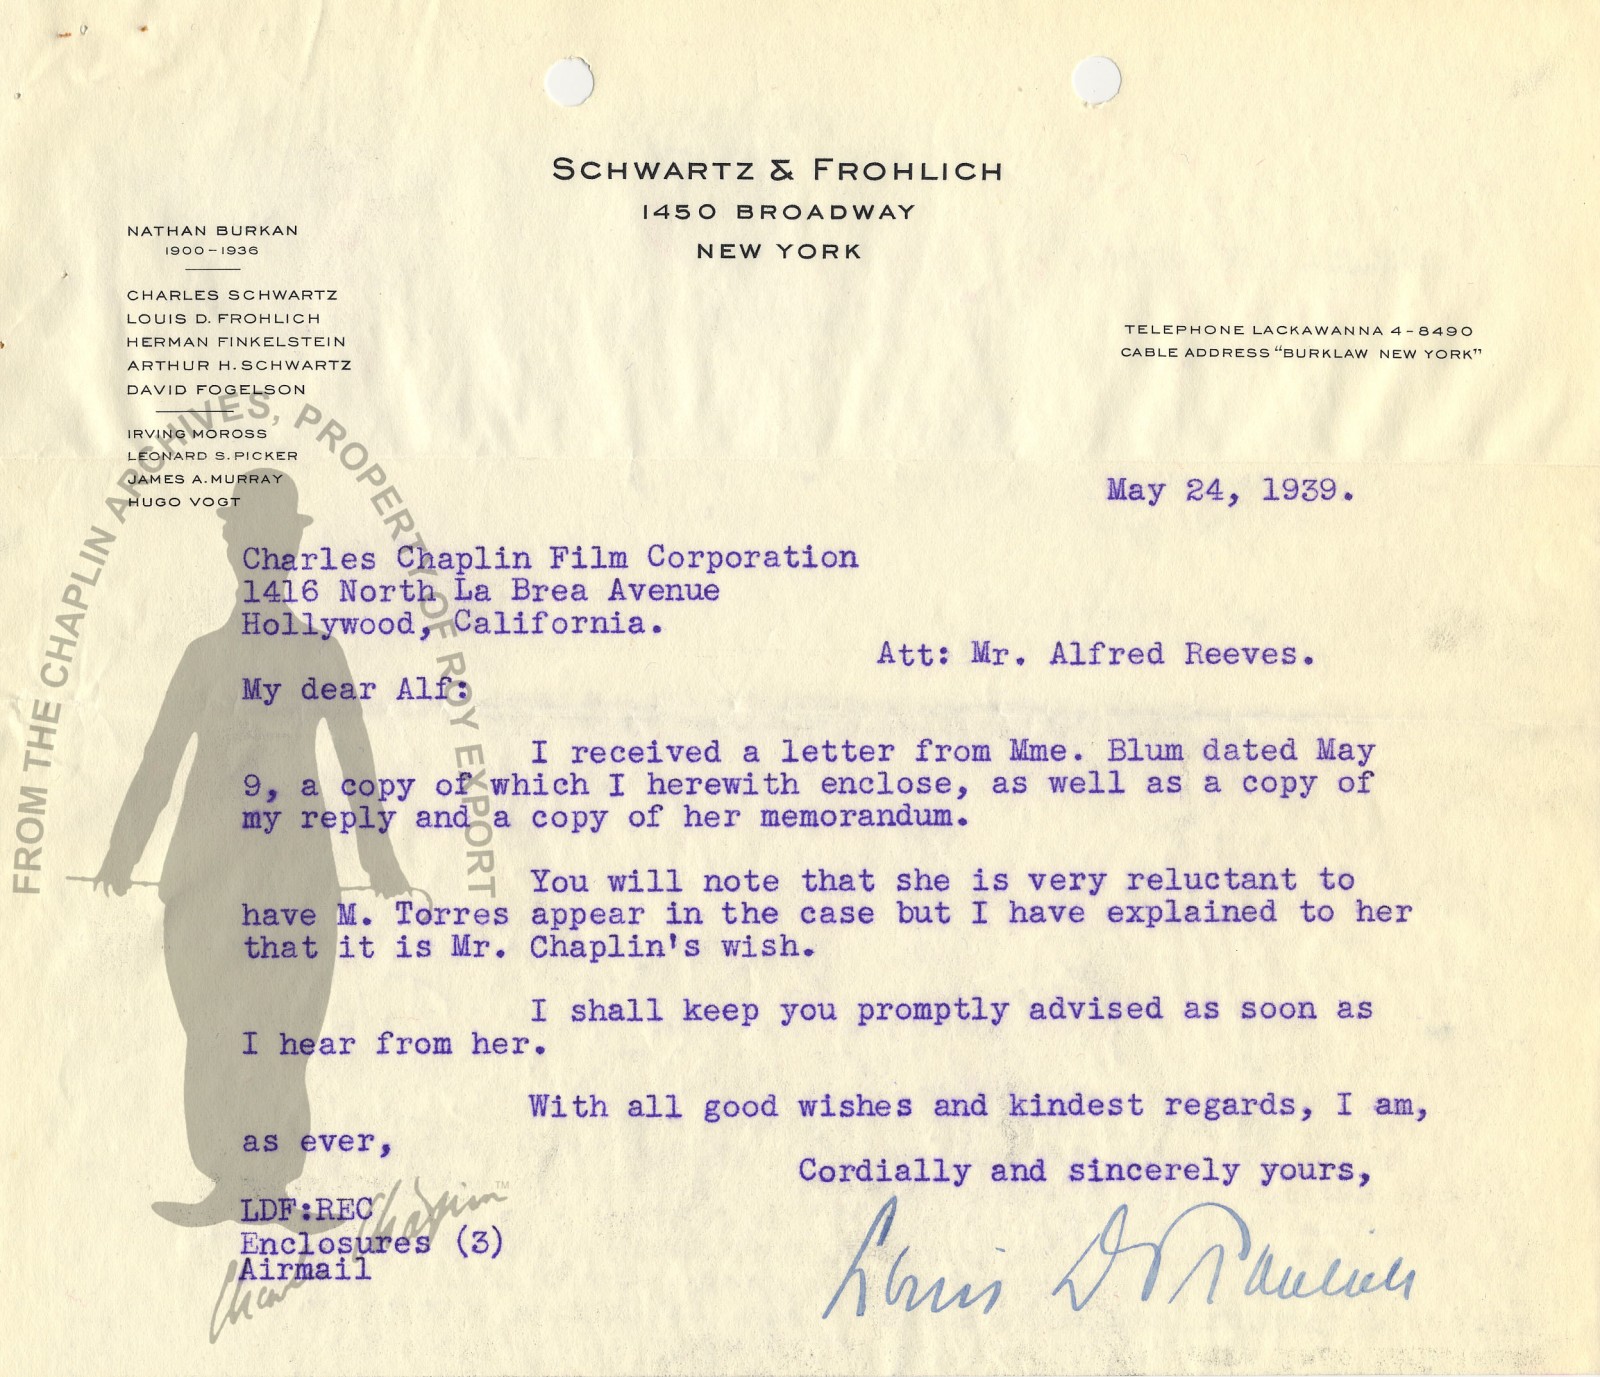 SCHWARTZ & FROHLICH
1450 BROADWAY
NEW YORK
NATHAN BURKAN
1900-1936
CHARLES SCHWARTZ
LOUIS D. FROHLICH
HERMAN FINKELSTEIN
ARTHUR H. SCHWARTZ
DAVID FOGELSON
IRVING MOROSS
LEONARD S. PICKER
JAMES A. MURRAY
HUGO VOGT
TELEPHONE LACKAWANNA 4-8490
CABLE ADDRESS "BURKLAW NEW YORK"
May 24, 1939.
Charles Chaplin Film Corporation
1416 North La Brea Avenue
Hollywood, California.
Att: Mr. Alfred Reeves.
My dear Alf:
I received a letter from Mme. Blum dated May
9, a copy of which I herewith enclose, as well as a copy of
my reply and a copy of her memorandum.
You will note that she is very reluctant to
have M. Torres appear in the case but I have explained to her
that it is Mr. Chaplin's wish.
I shall keep you promptly advised as soon as
I hear from her.
With all good wishes and kindest regards, I am,
as ever,
Cordially and sincerely yours,
Louis D Frohlich
LDF:REC
Enclosures (3)
Airmail
FROM THE CHAPLIN ARCHIVES, PROPERTY OF ROY EXPORT
Charles Chaplin™